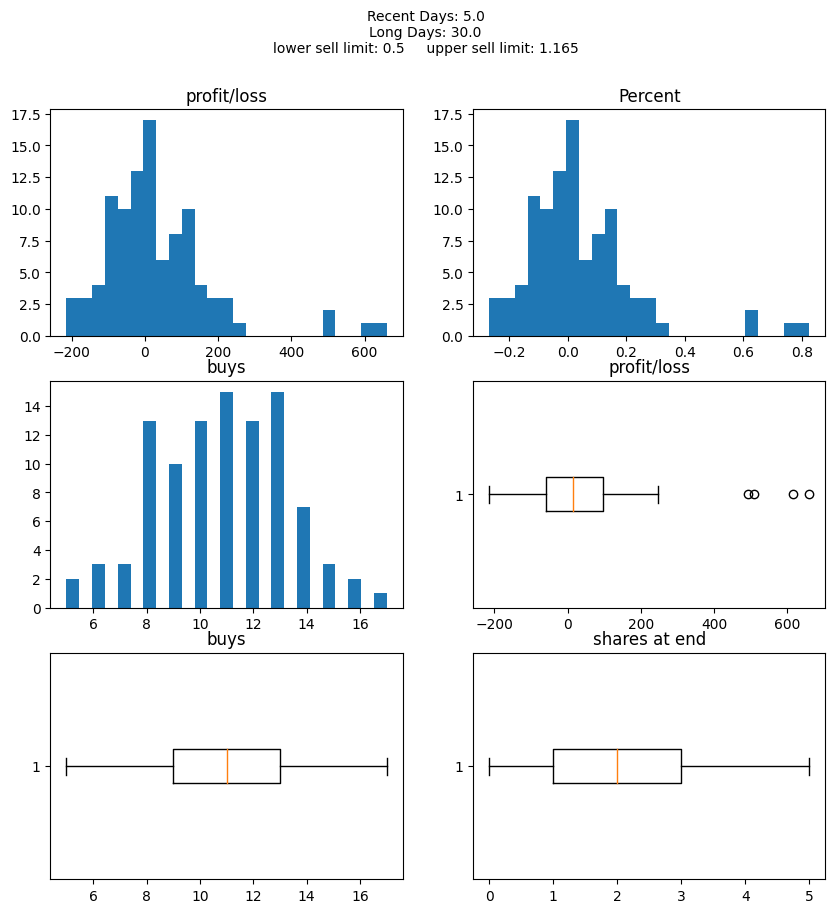 Recent Days: 5.0
Long Days: 30.0
lower sell limit: 0.5     upper sell limit: 1.165
profit/loss
17.5
15.0
12.5
10.0
7.5
5.0
2.5
0.0
−200 0 200 400 600
Percent
17.5
15.0
12.5
10.0
7.5
5.0
2.5
0.0
−0.2 0.0 0.2 0.4 0.6 0.8
buys
14
12
10
8
6
4
2
0
6 8 10 12 14 16
profit/loss
1
−200 0 200 400 600
buys
1
6 8 10 12 14 16
shares at end
1
0 1 2 3 4 5